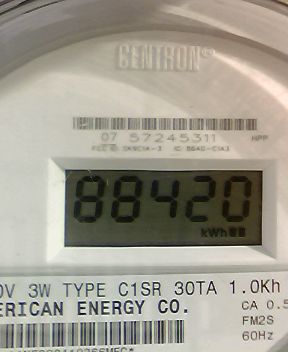 CENTRON®
07 57245311 HPP
88420
kWh
0V 3W TYPE C1SR 30TA 1.0Kh
ERICAN ENERGY CO. CA 0.5
FM2S
60Hz